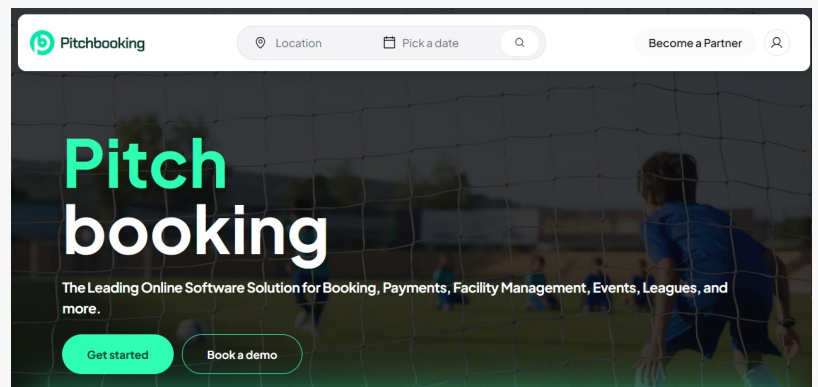 Pitchbooking
Location
Pick a date
Become a Partner
Pitch
booking
The Leading Online Software Solution for Booking, Payments, Facility Management, Events, Leagues, and
more.
Get started
Book a demo